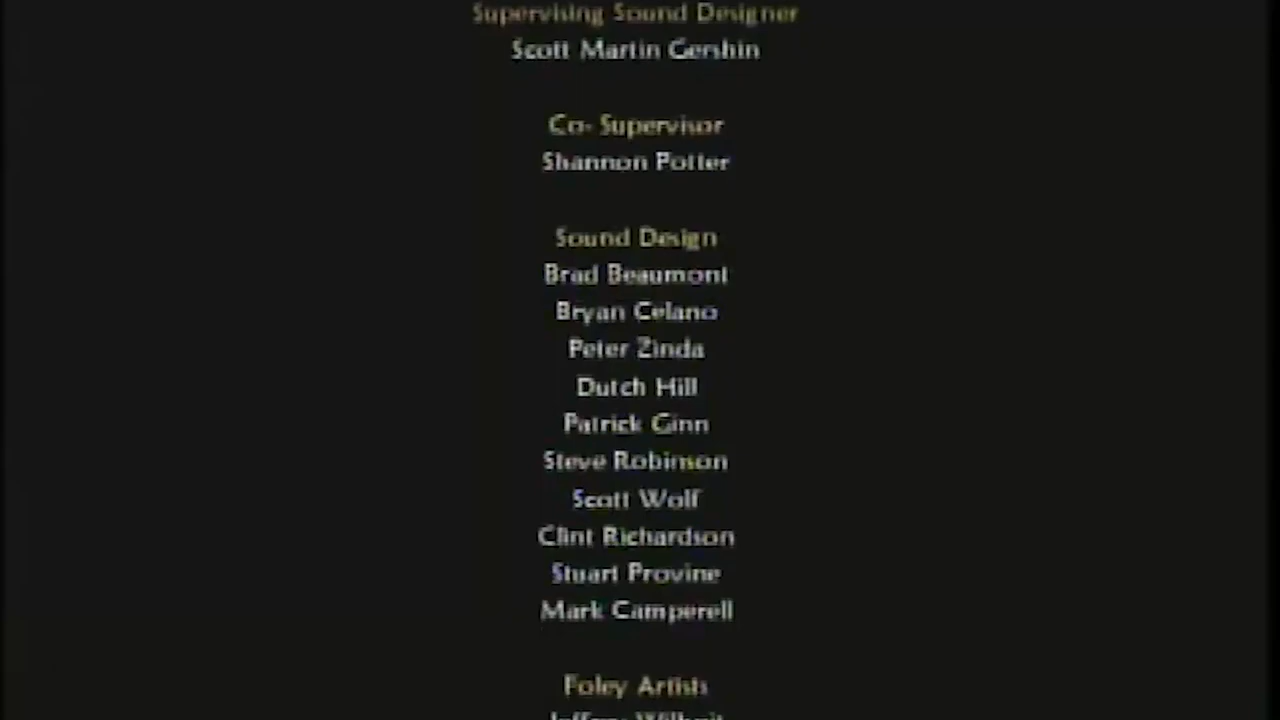 Supervising Sound Designer
Scott Martin Gershin
Co- Supervisor
Shannon Potter
Sound Design
Brad Beaumont
Bryan Celano
Peter Zinda
Dutch Hill
Patrick Ginn
Steve Robinson
Scott Wolf
Clint Richardson
Stuart Provine
Mark Camperell
Foley Artists